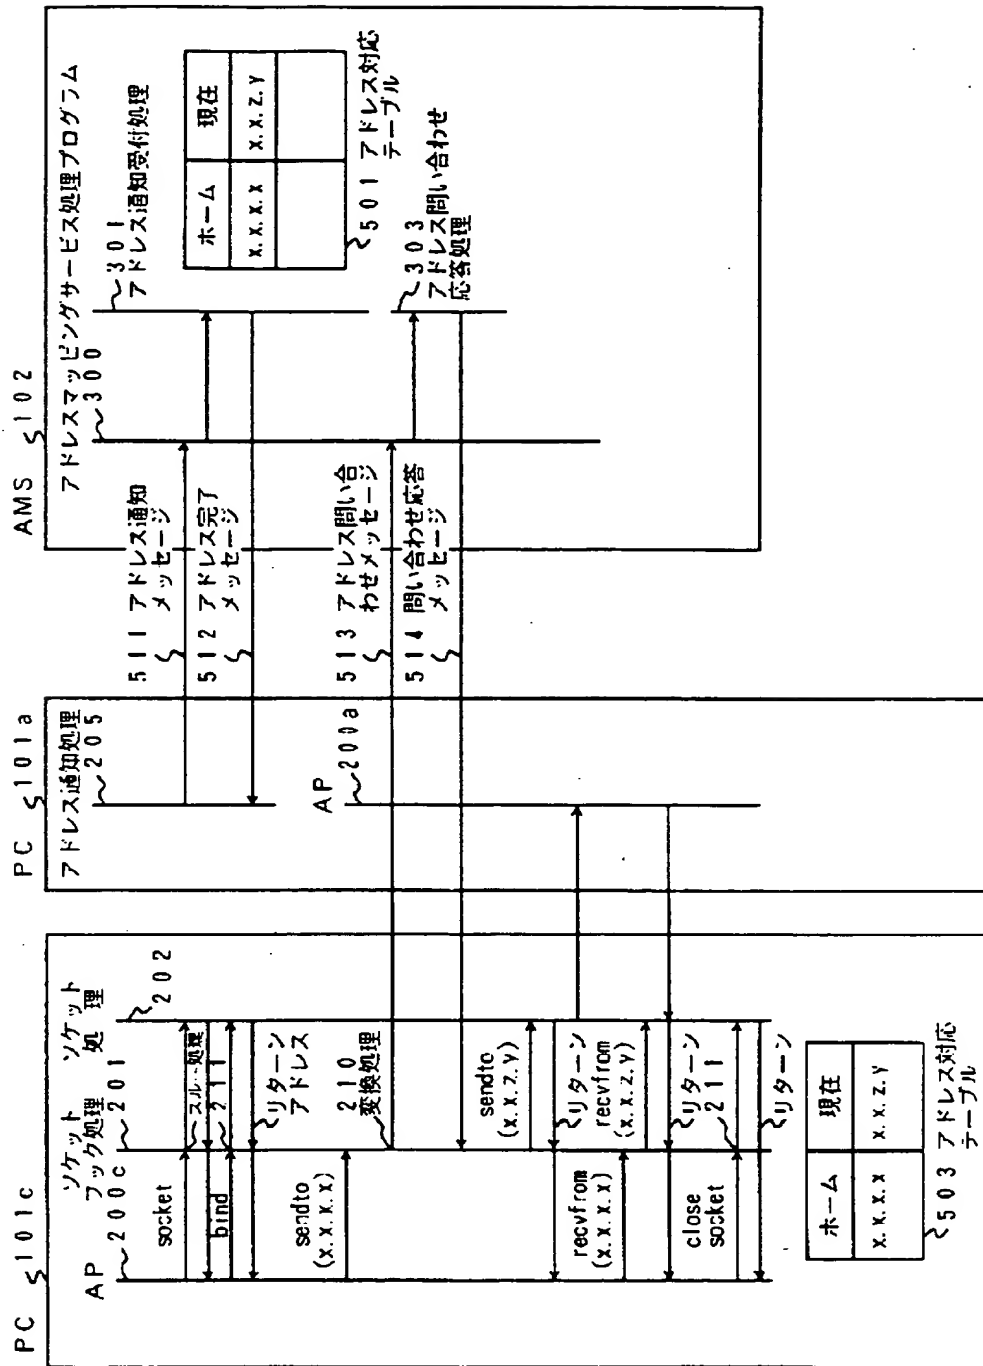 PC 101c
AP 200c
ソケット
フック処理 201
ソケット
処理
202
socket
スルー処理
bind
211
リターン
アドレス
sendto
(x.x.x.x)
210
変換処理
sendto
(x.x.z.y)
リターン
recvfrom
(x.x.x.x)
recvfrom
(x.x.z.y)
リターン
close
socket
211
リターン
ホーム 現在
x.x.x.x x.x.z.y
503 アドレス対応
テーブル
PC 101a
アドレス通知処理
205
AP
200a
511 アドレス通知
メッセージ
512 アドレス完了
メッセージ
513 アドレス問い合
わせメッセージ
514 問い合わせ応答
メッセージ
AMS 102
アドレスマッピングサービス処理プログラム
300
301
アドレス通知受付処理
ホーム 現在
x.x.x.x x.x.z.y
501 アドレス対応
テーブル
303
アドレス問い合わせ
応答処理